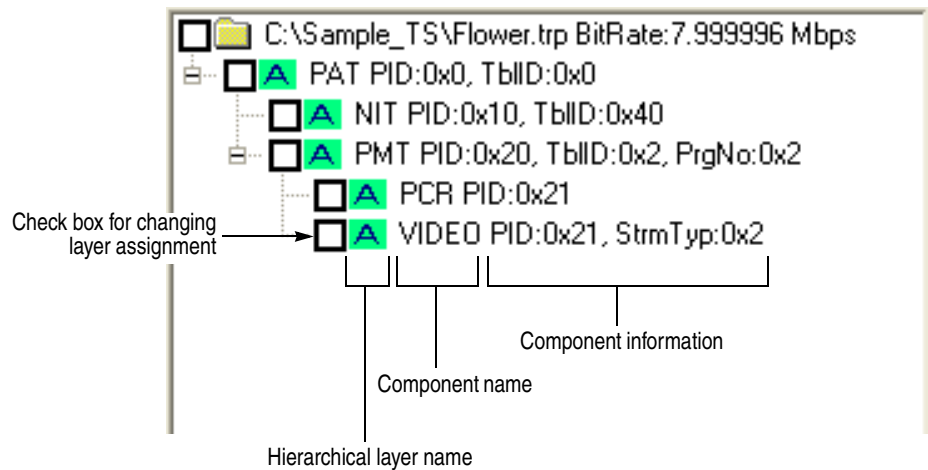 C:\Sample_TS\Flower.trp BitRate:7.999996 Mbps
A PAT PID:0x0, TblID:0x0
A NIT PID:0x10, TblID:0x40
A PMT PID:0x20, TblID:0x2, PrgNo:0x2
A PCR PID:0x21
A VIDEO PID:0x21, StrmTyp:0x2
Check box for changing
layer assignment
Component information
Component name
Hierarchical layer name